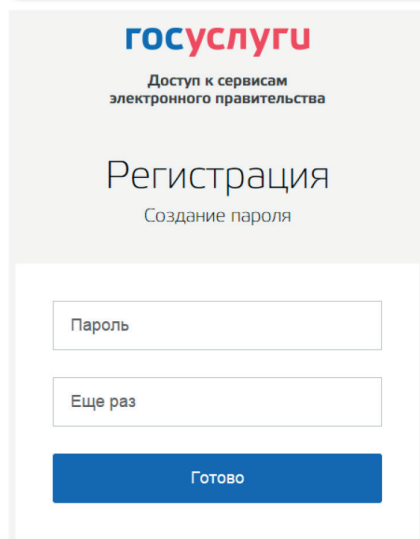 госуслуги
Доступ к сервисам
электронного правительства
Регистрация
Создание пароля
Пароль
Еще раз
Готово